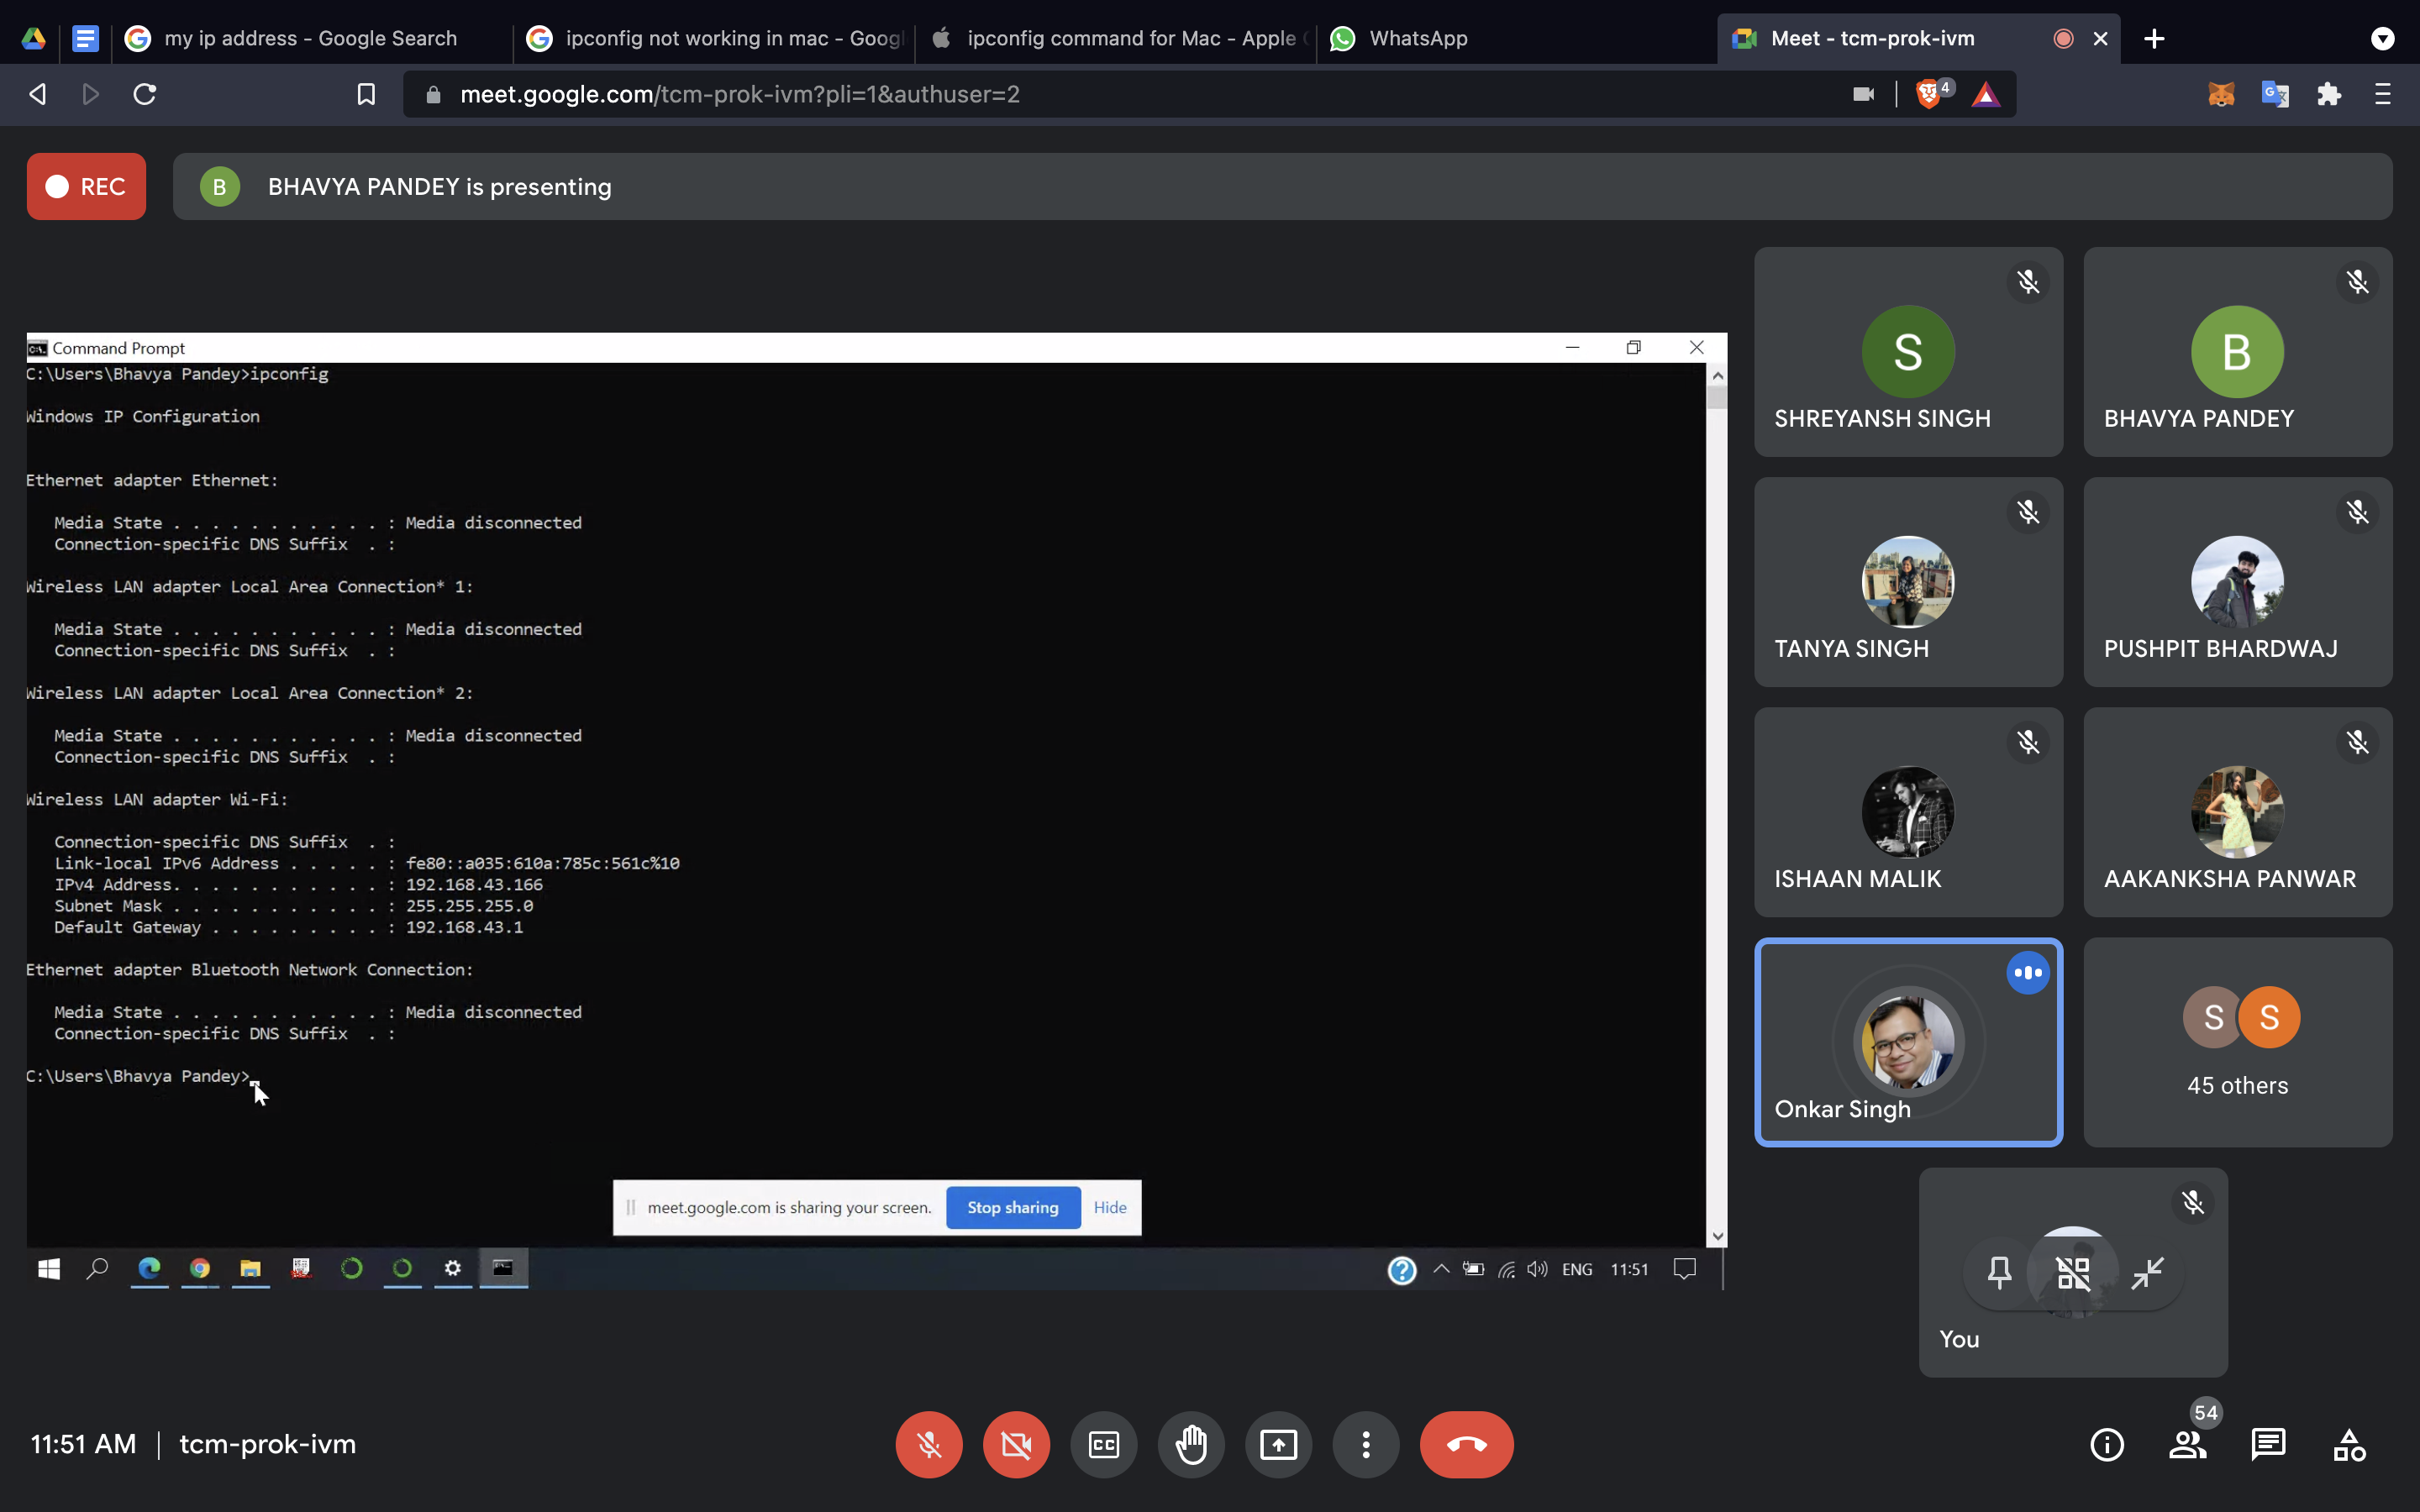 my ip address - Google Search
ipconfig not working in mac - Googl
ipconfig command for Mac - Apple
WhatsApp
Meet - tcm-prok-ivm
meet.google.com/tcm-prok-ivm?pli=1&authuser=2
4
REC
B
BHAVYA PANDEY is presenting
Command Prompt
C:\Users\Bhavya Pandey>ipconfig
Windows IP Configuration
Ethernet adapter Ethernet:
Media State . . . . . . . . . . . : Media disconnected
Connection-specific DNS Suffix  . :
Wireless LAN adapter Local Area Connection* 1:
Media State . . . . . . . . . . . : Media disconnected
Connection-specific DNS Suffix  . :
Wireless LAN adapter Local Area Connection* 2:
Media State . . . . . . . . . . . : Media disconnected
Connection-specific DNS Suffix  . :
Wireless LAN adapter Wi-Fi:
Connection-specific DNS Suffix  . :
Link-local IPv6 Address . . . . . : fe80::a035:610a:785c:561c%10
IPv4 Address. . . . . . . . . . . : 192.168.43.166
Subnet Mask . . . . . . . . . . . : 255.255.255.0
Default Gateway . . . . . . . . . : 192.168.43.1
Ethernet adapter Bluetooth Network Connection:
Media State . . . . . . . . . . . : Media disconnected
Connection-specific DNS Suffix  . :
C:\Users\Bhavya Pandey>
meet.google.com is sharing your screen.
Stop sharing
Hide
ENG
11:51
S
SHREYANSH SINGH
B
BHAVYA PANDEY
TANYA SINGH
PUSHPIT BHARDWAJ
ISHAAN MALIK
AAKANKSHA PANWAR
Onkar Singh
S
S
45 others
You
11:51 AM | tcm-prok-ivm
CC
54